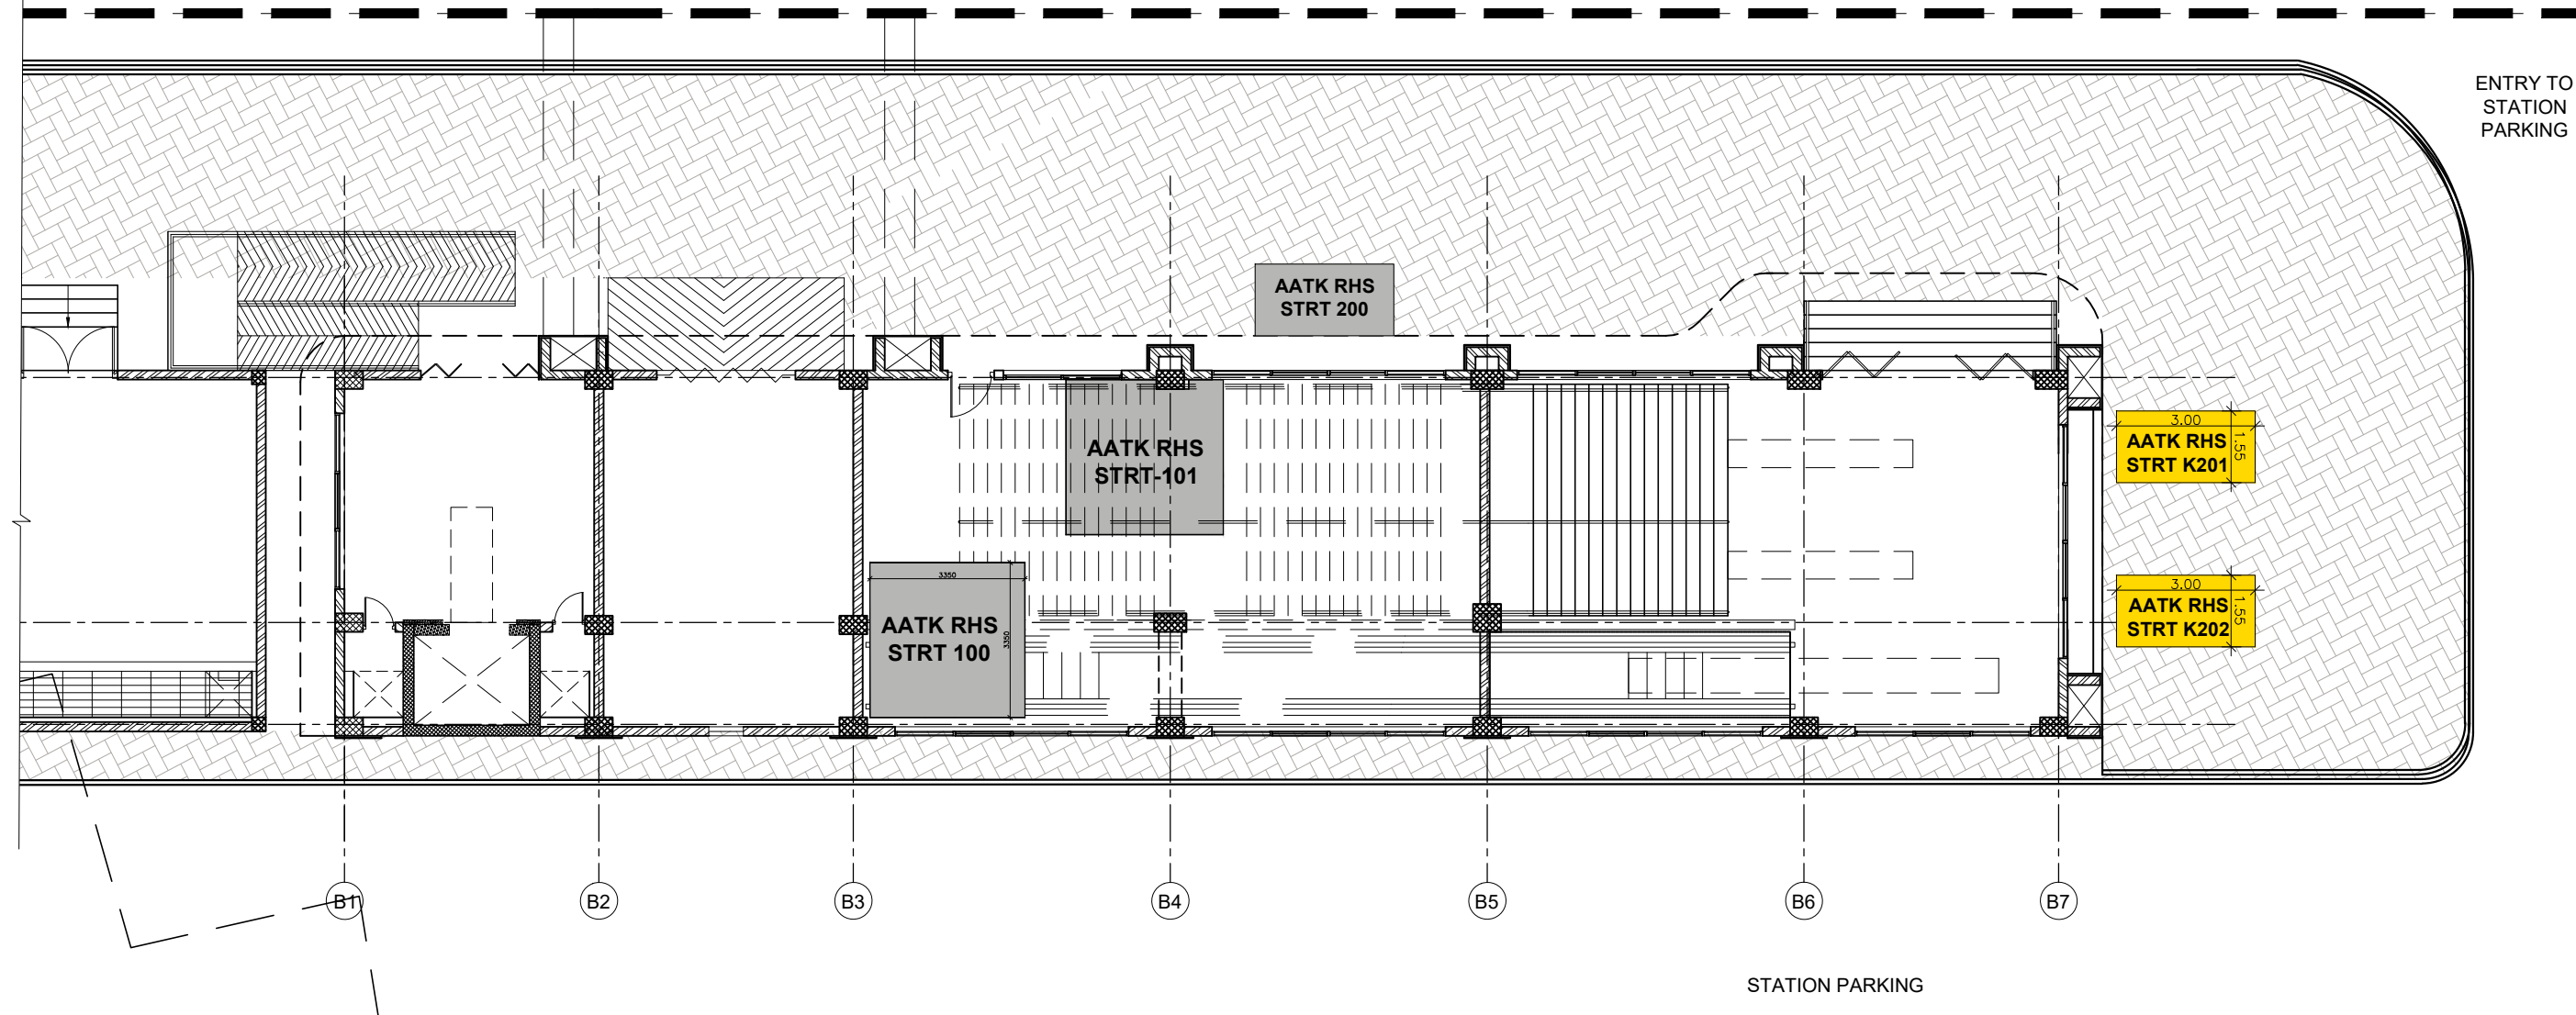 ENTRY TO
STATION
PARKING
AATK RHS
STRT 200
AATK RHS
STRT-101
3.00
1.55
AATK RHS
STRT K201
3350
3350
AATK RHS
STRT 100
3.00
1.55
AATK RHS
STRT K202
B1
B2
B3
B4
B5
B6
B7
STATION PARKING